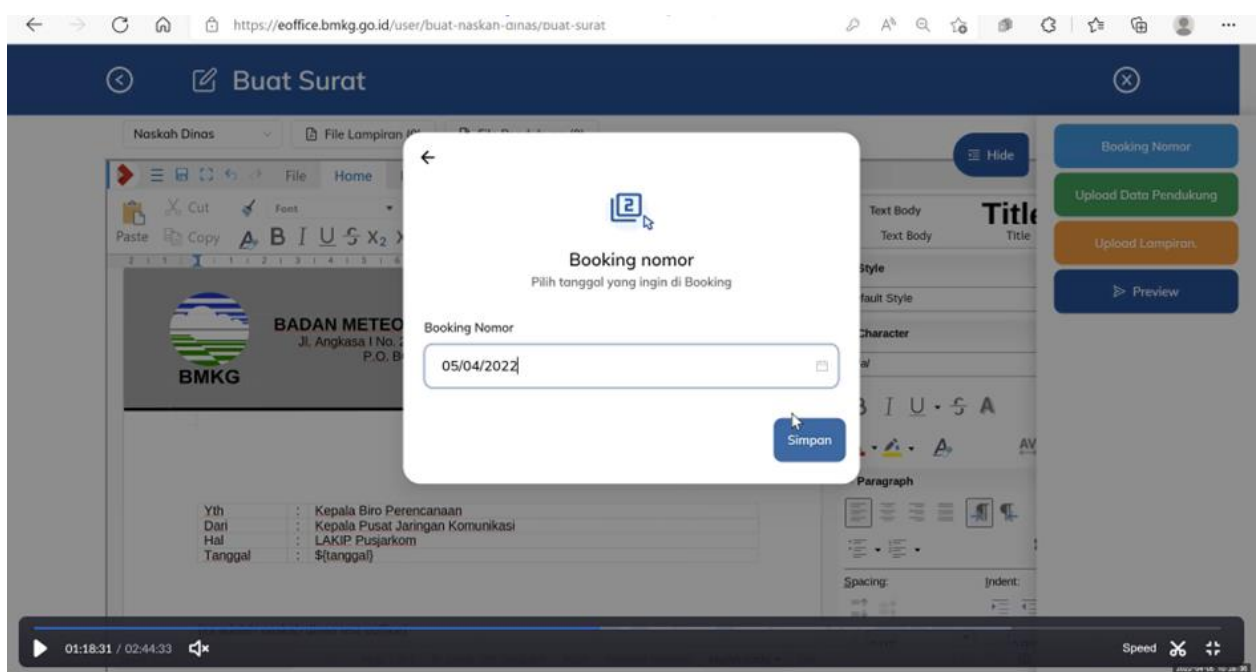 https://eoffice.bmkg.go.id/user/buat-naskah-dinas/buat-surat
Buat Surat
Naskah Dinas
File Lampiran
Hide
Booking Nomor
Upload Data Pendukung
Upload Lampiran.
Preview
File Home
Cut
Font
Paste Copy
B I U S X2
Text Body Title
Text Body Title
Style
fault Style
Character
Paragraph
Spacing: Indent:
Booking nomor
Pilih tanggal yang ingin di Booking
Booking Nomor
05/04/2022
Simpan
BADAN METEO
Jl. Angkasa I No.
P.O. B
BMKG
Yth : Kepala Biro Perencanaan
Dari : Kepala Pusat Jaringan Komunikasi
Hal : LAKIP Pusjarkom
Tanggal : ${tanggal}
01:18:31 / 02:44:33
Speed